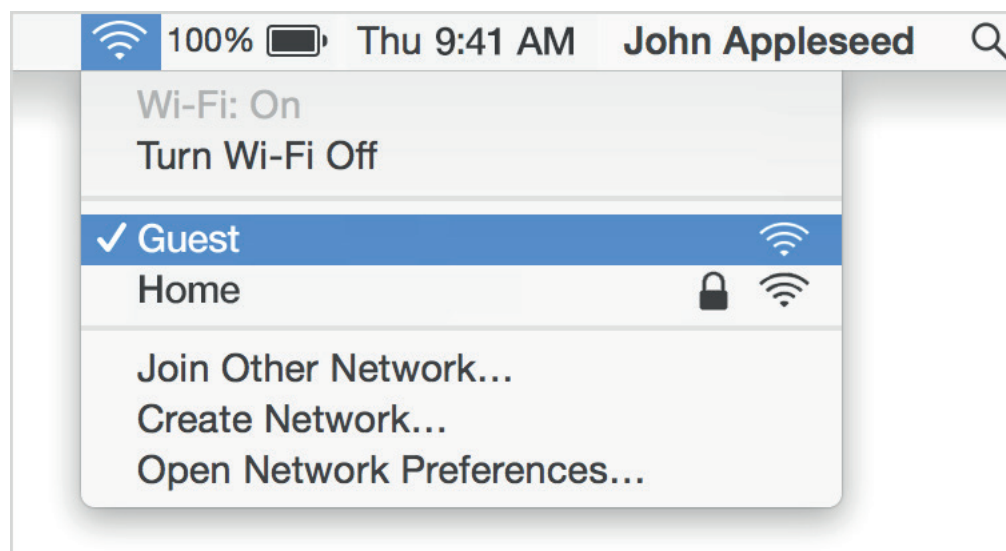 100% Thu 9:41 AM John Appleseed
Wi-Fi: On
Turn Wi-Fi Off
Guest
Home
Join Other Network...
Create Network...
Open Network Preferences...